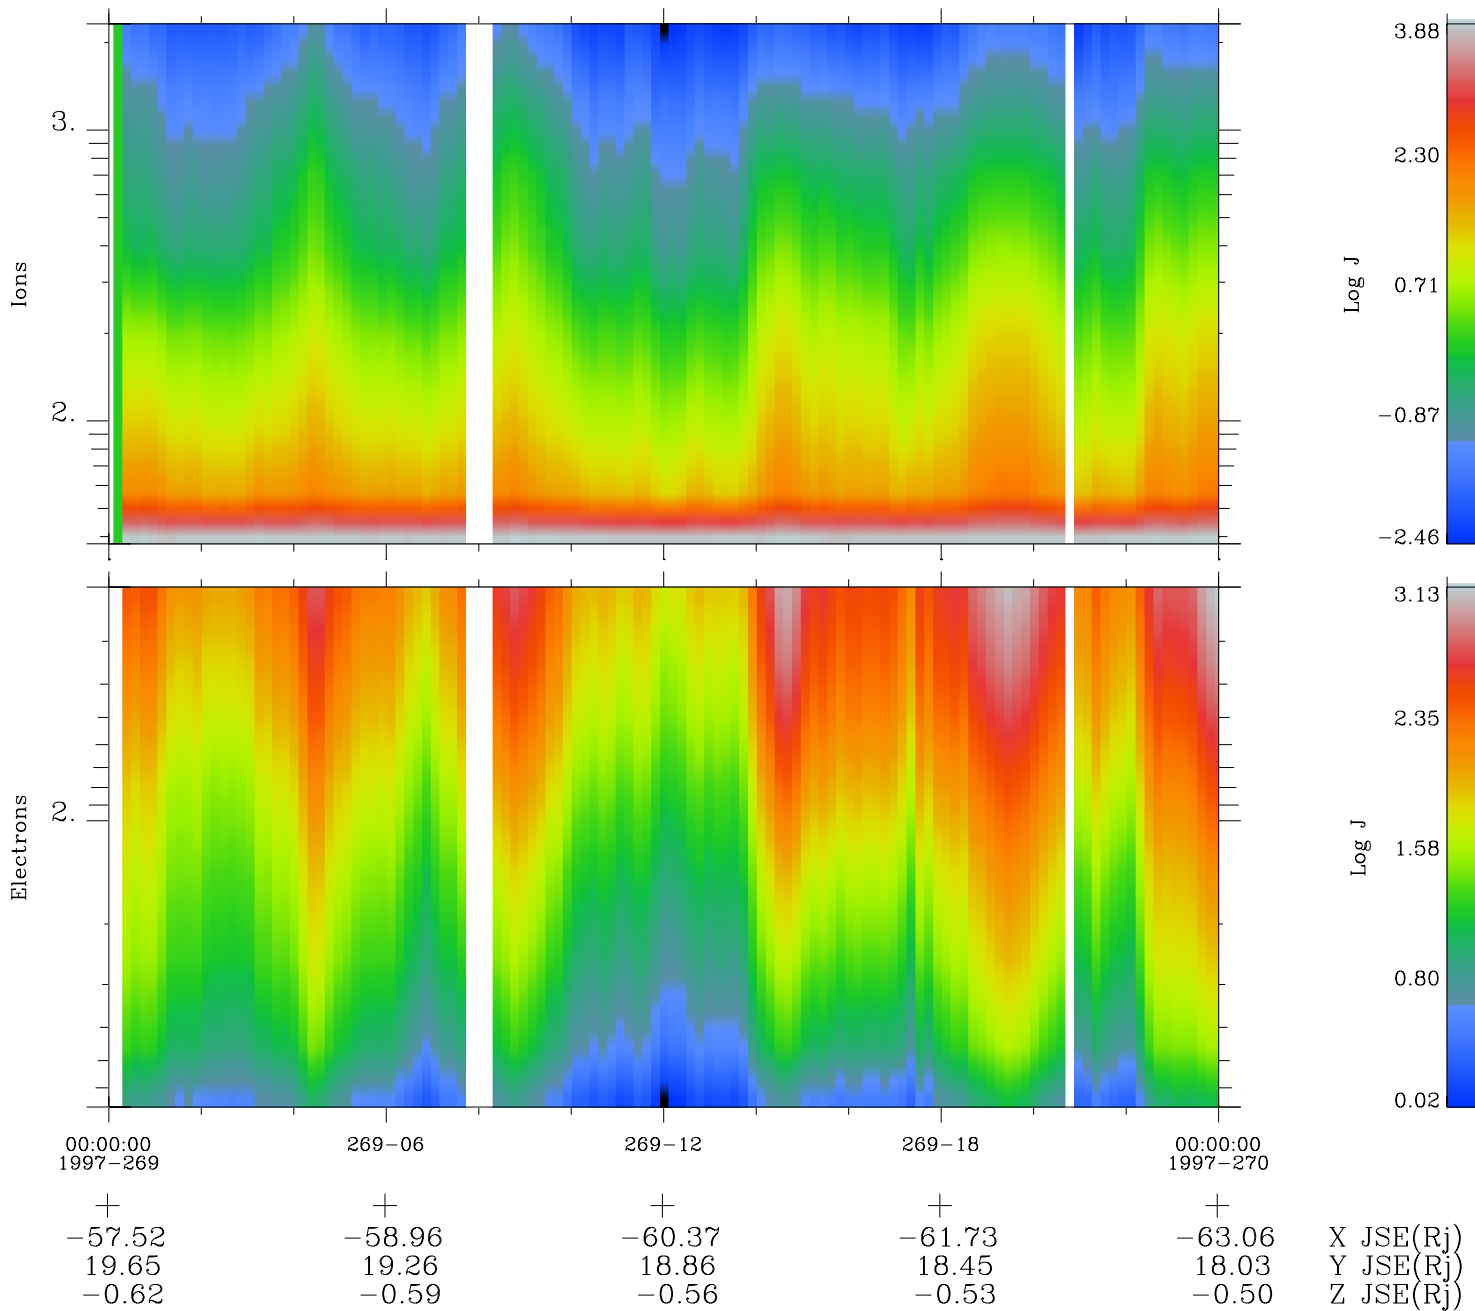 3.
2.
Ions
3.88
2.30
0.71
−0.87
−2.46
Log J
2.
Electrons
3.13
2.35
1.58
0.80
0.02
Log J
00:00:00 269−06 269−12 269−18 00:00:00
1997−269 1997−270
−57.52 −58.96 −60.37 −61.73 −63.06 X JSE(Rj)
19.65 19.26 18.86 18.45 18.03 Y JSE(Rj)
−0.62 −0.59 −0.56 −0.53 −0.50 Z JSE(Rj)